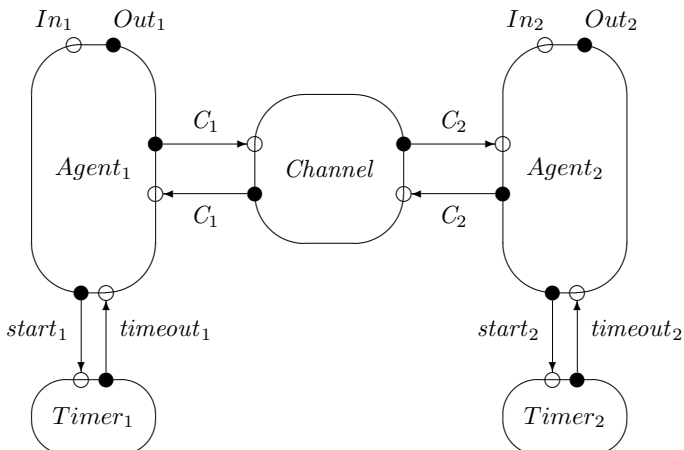 In₁ Out₁ In₂ Out₂
C₁ C₂
Agent₁ Channel Agent₂
C₁ C₂
start₁ timeout₁ start₂ timeout₂
Timer₁ Timer₂